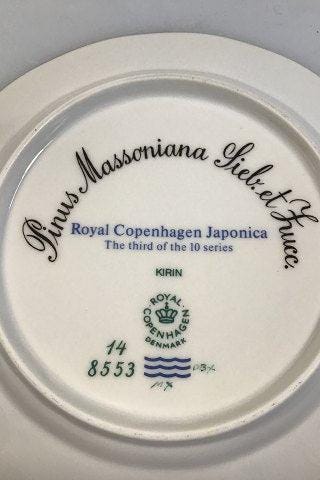 Pinus Massoniana Sieb. et Zucc.
Royal Copenhagen Japonica
The third of the 10 series
KIRIN
ROYAL
COPENHAGEN
DENMARK
14
8553